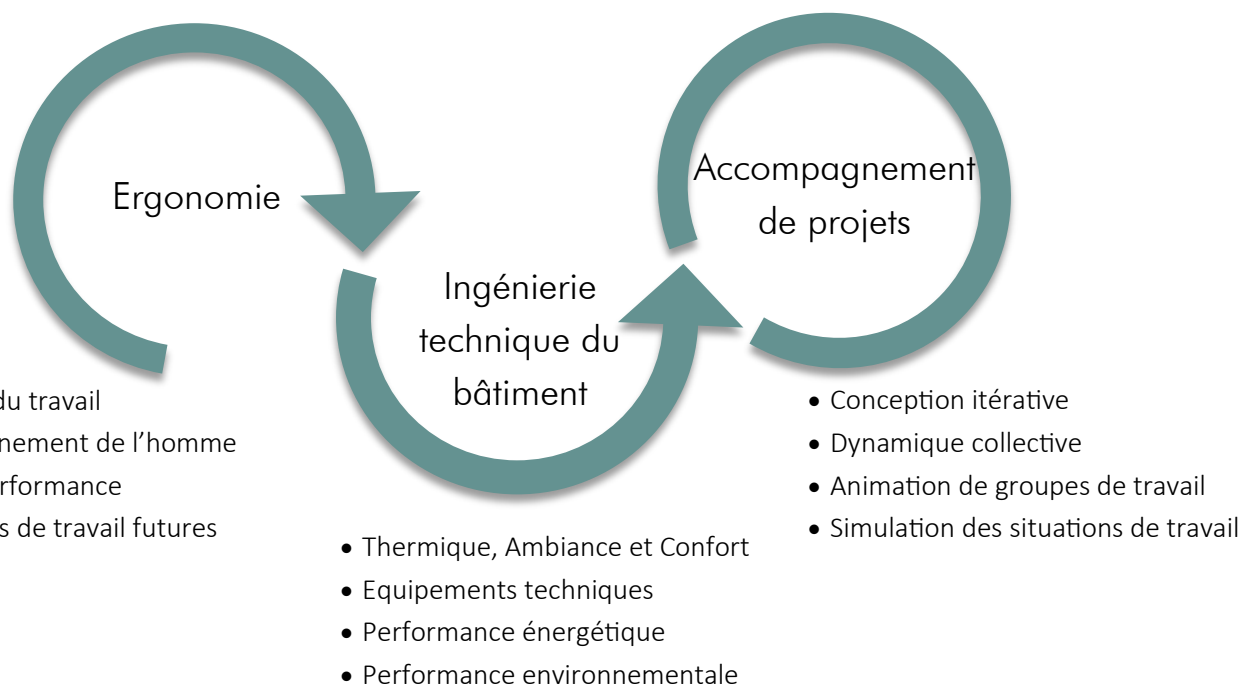 Ergonomie
du travail
nement de l'homme
rformance
s de travail futures
Ingénierie
technique du
bâtiment
• Thermique, Ambiance et Confort
• Equipements techniques
• Performance énergétique
• Performance environnementale
Accompagnement
de projets
• Conception itérative
• Dynamique collective
• Animation de groupes de travail
• Simulation des situations de travail